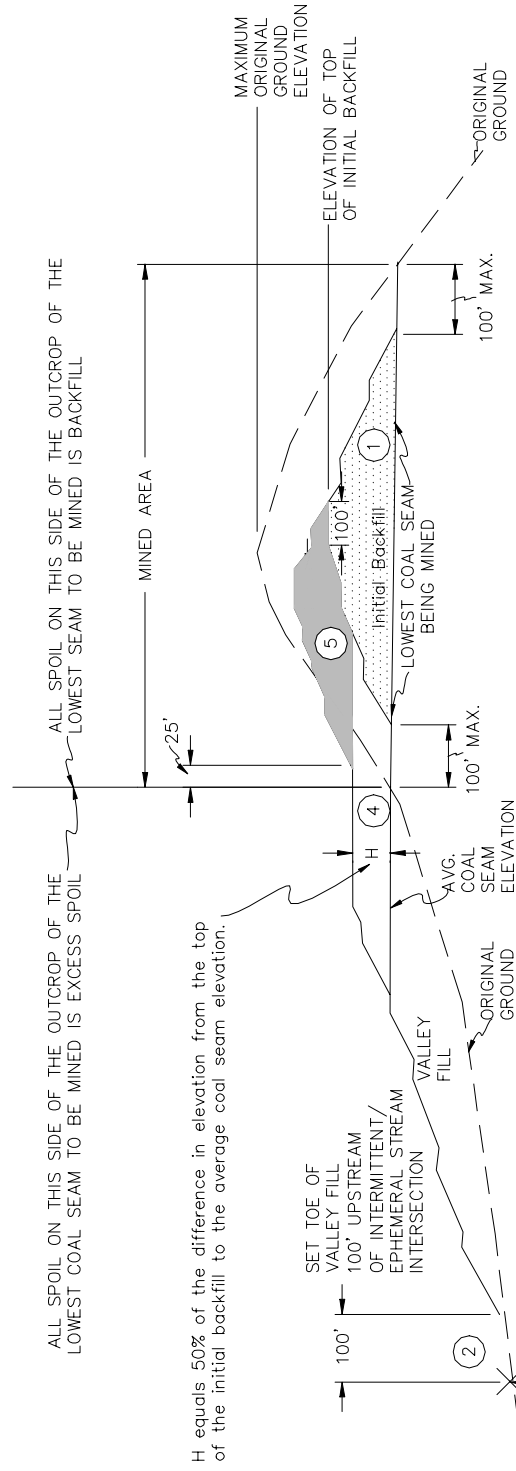 ALL SPOIL ON THIS SIDE OF THE OUTCROP OF THE
LOWEST COAL SEAM TO BE MINED IS EXCESS SPOIL
ALL SPOIL ON THIS SIDE OF THE OUTCROP OF THE
LOWEST SEAM TO BE MINED IS BACKFILL
MINED AREA
25'
H equals 50% of the difference in elevation from the top
of the initial backfill to the average coal seam elevation.
MAXIMUM
ORIGINAL
GROUND
ELEVATION
ELEVATION OF TOP
OF INITIAL BACKFILL
5
100'
1
Initial Backfill
LOWEST COAL SEAM
BEING MINED
ORIGINAL
GROUND
100' MAX.
100' MAX.
4
H
AVG.
COAL
SEAM
ELEVATION
VALLEY
FILL
ORIGINAL
GROUND
SET TOE OF
VALLEY FILL
100' UPSTREAM
OF INTERMITTENT/
EPHEMERAL STREAM
INTERSECTION
100'
2